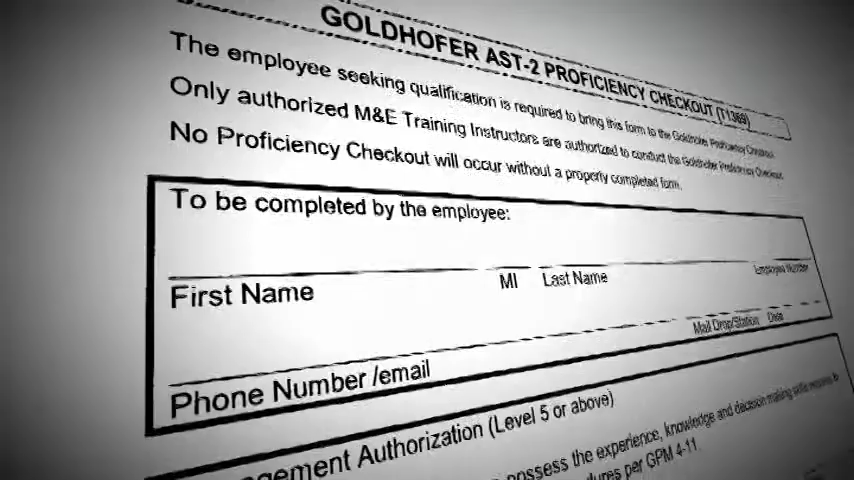 GOLDHOFER AST-2 PROFICIENCY CHECKOUT (T1369)
The employee seeking qualification is required to bring this form to the Goldhofer Proficiency Checkout.
Only authorized M&E Training Instructors are authorized to conduct the Goldhofer Proficiency Checkout.
No Proficiency Checkout will occur without a properly completed form.
To be completed by the employee:
First Name MI Last Name Employee Number
Phone Number /email Mail Drop/Station Date
gement Authorization (Level 5 or above)
possess the experience, knowledge and decision making skills required
dures per GPM 4-11.